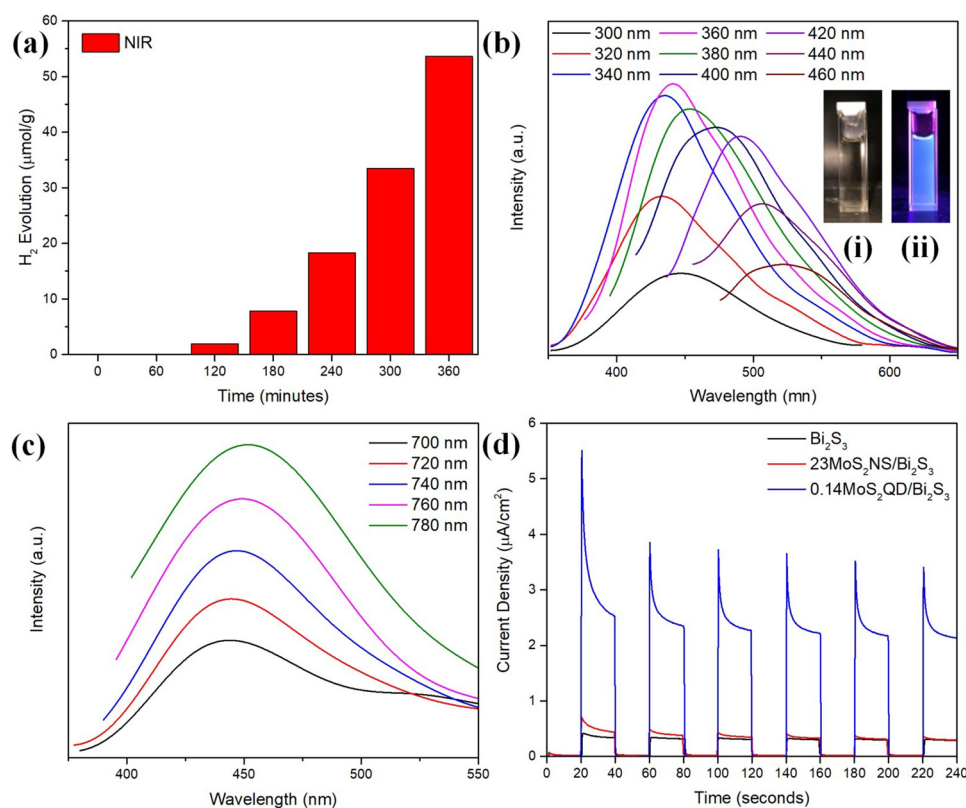 (a)
NIR
H2 Evolution (μmol/g)
60
50
40
30
20
10
0
0 60 120 180 240 300 360
Time (minutes)
(b)
300 nm 360 nm 420 nm
320 nm 380 nm 440 nm
340 nm 400 nm 460 nm
Intensity (a.u.)
(i) (ii)
400 500 600
Wavelength (mn)
(c)
700 nm
720 nm
740 nm
760 nm
780 nm
Intensity (a.u.)
400 450 500 550
Wavelength (nm)
(d)
Bi2S3
23MoS2NS/Bi2S3
0.14MoS2QD/Bi2S3
Current Density (μA/cm²)
6
5
4
3
2
1
0
0 20 40 60 80 100 120 140 160 180 200 220 240
Time (seconds)